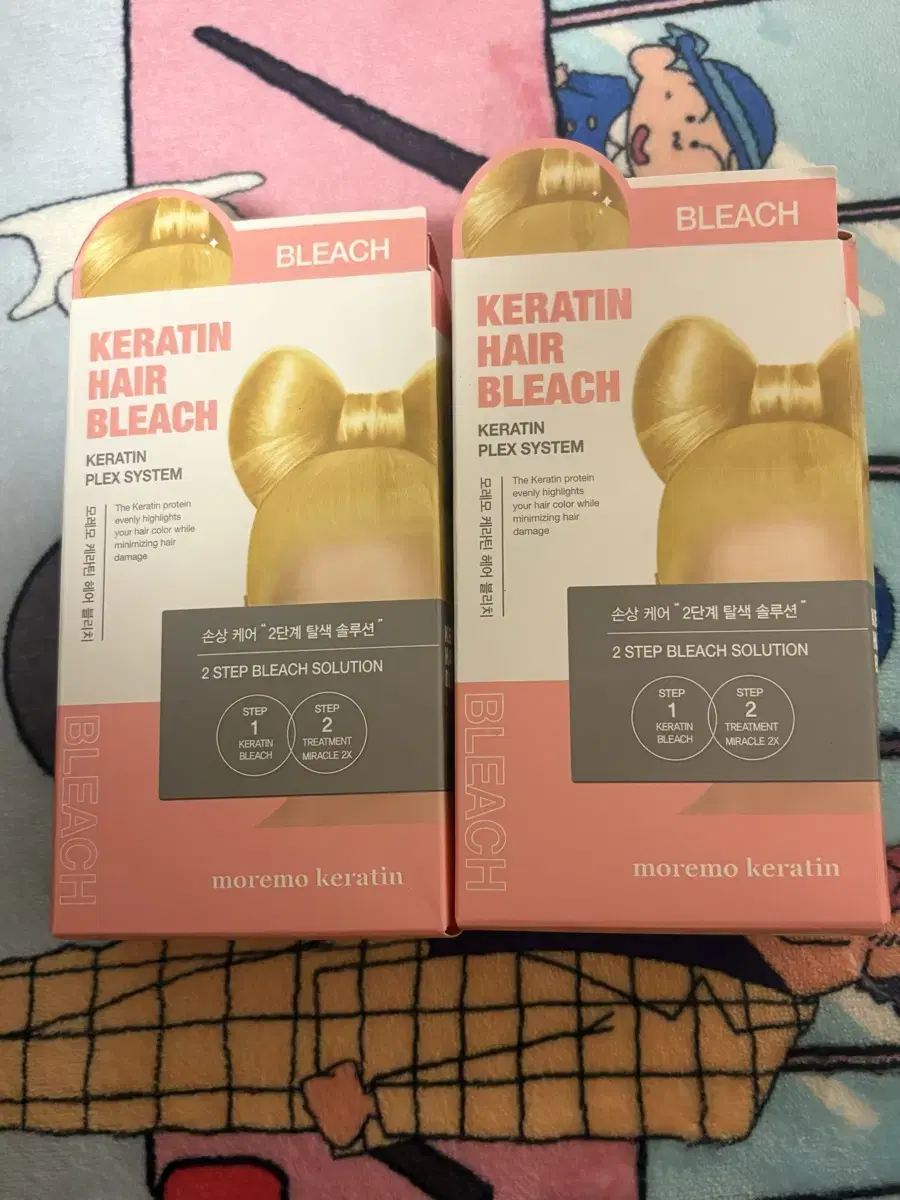 BLEACH
KERATIN
HAIR
BLEACH
KERATIN
PLEX SYSTEM
모레모 케라틴 헤어 블리치
The Keratin protein
evenly highlights
your hair color while
minimizing hair
damage
손상 케어 “2단계 탈색 솔루션”
2 STEP BLEACH SOLUTION
STEP
1
KERATIN
BLEACH
STEP
2
TREATMENT
MIRACLE 2X
BLEACH
moremo keratin
BLEACH
KERATIN
HAIR
BLEACH
KERATIN
PLEX SYSTEM
모레모 케라틴 헤어 블리치
The Keratin protein
evenly highlights
your hair color while
minimizing hair
damage
손상 케어 “2단계 탈색 솔루션”
2 STEP BLEACH SOLUTION
STEP
1
KERATIN
BLEACH
STEP
2
TREATMENT
MIRACLE 2X
BLEACH
moremo keratin